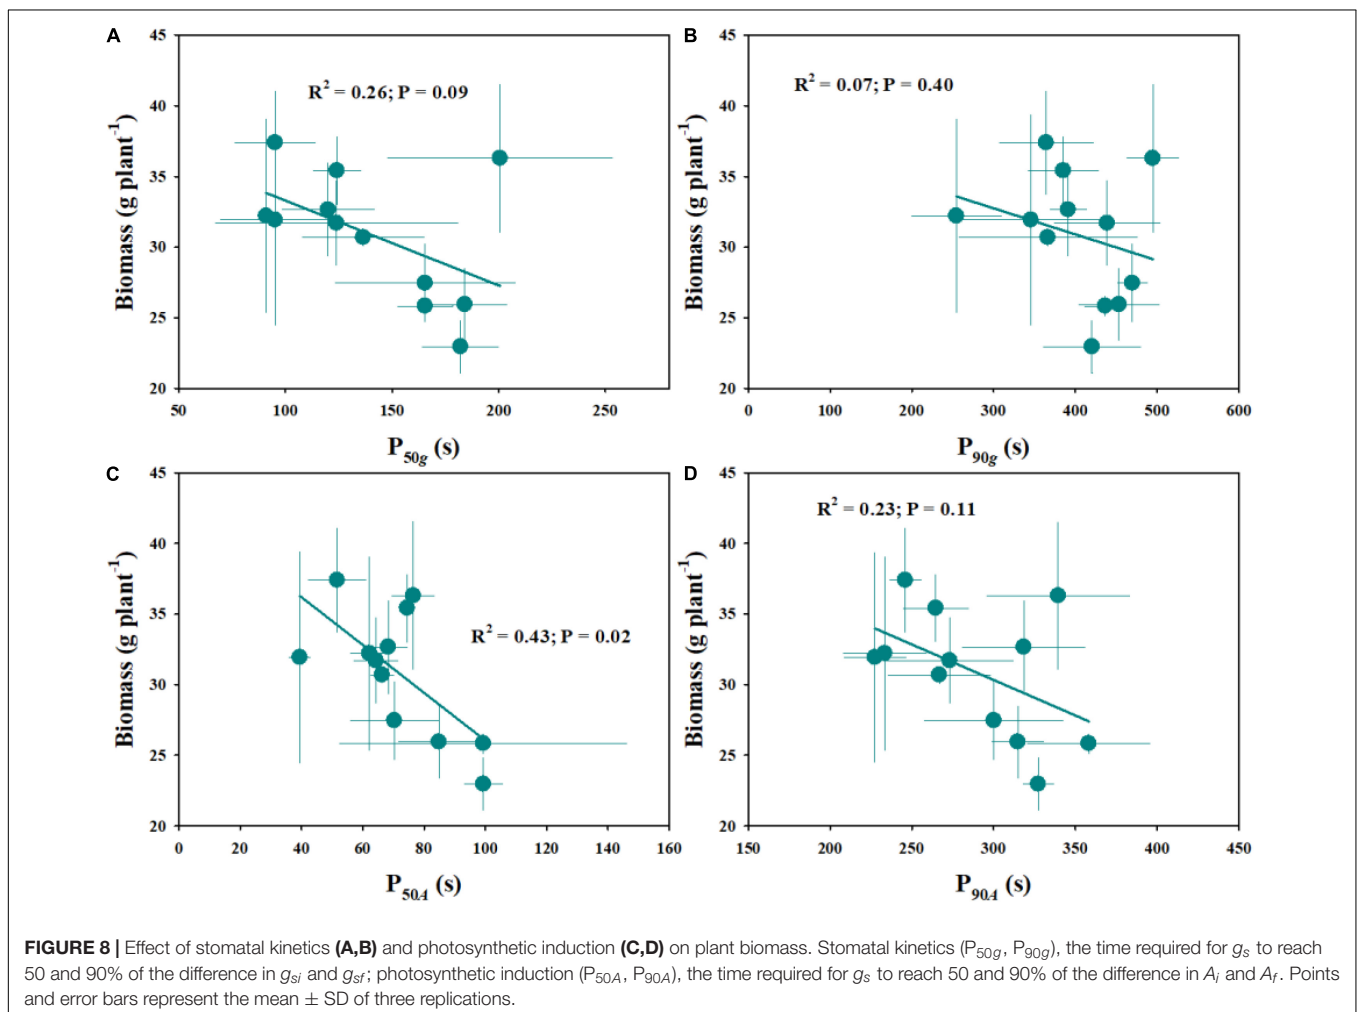 A
45
40
35
30
25
20
Biomass (g plant⁻¹)
R² = 0.26; P = 0.09
50 100 150 200 250
P₅₀g (s)
B
45
40
35
30
25
20
Biomass (g plant⁻¹)
R² = 0.07; P = 0.40
0 100 200 300 400 500 600
P₉₀g (s)
C
45
40
35
30
25
20
Biomass (g plant⁻¹)
R² = 0.43; P = 0.02
0 20 40 60 80 100 120 140 160
P₅₀A (s)
D
45
40
35
30
25
20
Biomass (g plant⁻¹)
R² = 0.23; P = 0.11
150 200 250 300 350 400 450
P₉₀A (s)
FIGURE 8 | Effect of stomatal kinetics (A,B) and photosynthetic induction (C,D) on plant biomass. Stomatal kinetics (P₅₀g, P₉₀g), the time required for gs to reach
50 and 90% of the difference in gsi and gsf; photosynthetic induction (P₅₀A, P₉₀A), the time required for gs to reach 50 and 90% of the difference in Ai and Af. Points
and error bars represent the mean ± SD of three replications.